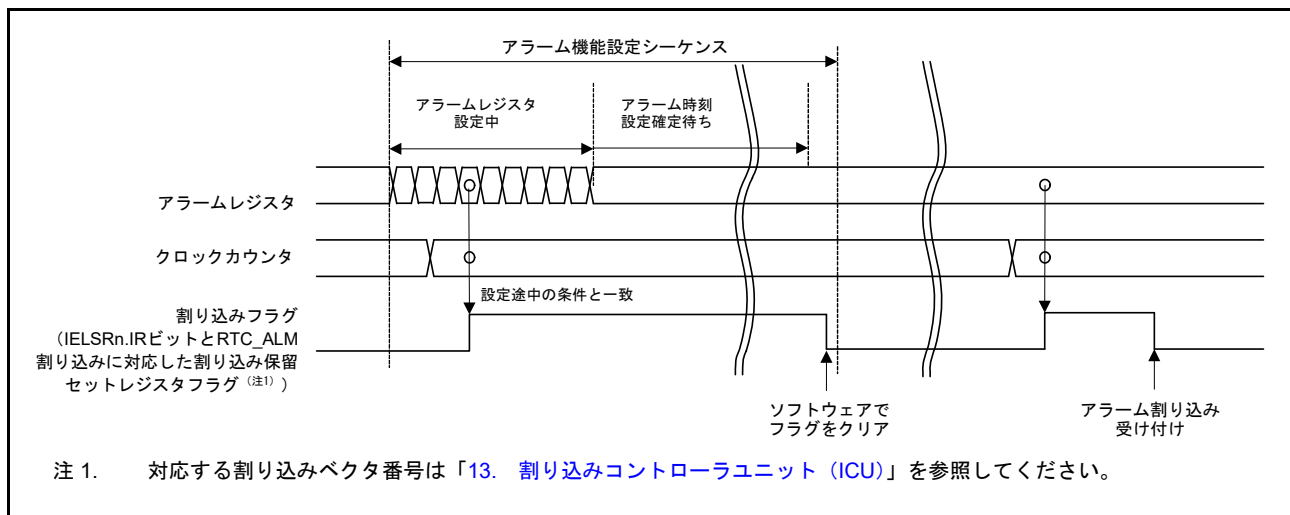 アラーム機能設定シーケンス
アラームレジスタ
設定中
アラーム時刻
設定確定待ち
アラームレジスタ
クロックカウンタ
設定途中の条件と一致
割り込みフラグ
（IELSRn.IRビットとRTC_ALM
割り込みに対応した割り込み保留
セットレジスタフラグ（注1））
ソフトウェアで
フラグをクリア
アラーム割り込み
受け付け
注 1. 対応する割り込みベクタ番号は「13. 割り込みコントローラユニット（ICU）」を参照してください。